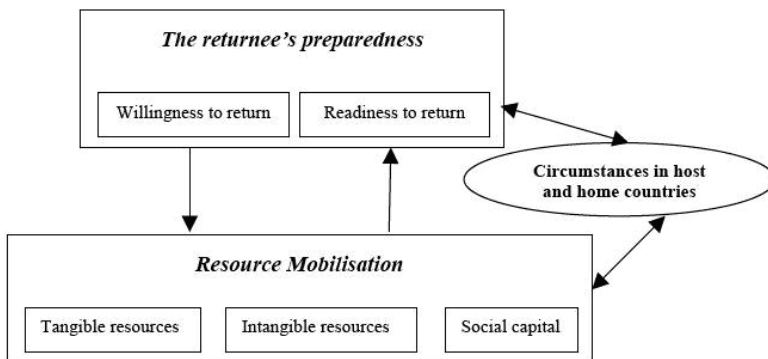 The returnee's preparedness
Willingness to return
Readiness to return
Circumstances in host
and home countries
Resource Mobilisation
Tangible resources
Intangible resources
Social capital